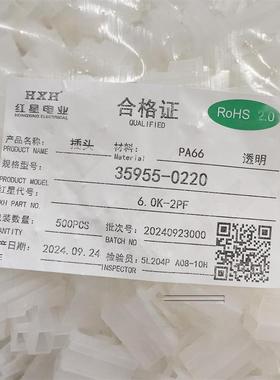 HXH
红星电业
HONGXING ELECTRICAL
合格证
QUALIFIED
RoHS 2.0
产品名称: 插头 材料: PA66 透明
PRODUCT NAME Material
规格型号: 35955-0220
PRODUCT MODEL
红星代号: 6.0K-2PF
HXH PART NO.
包装数量: 500PCS 批次号: 20240923000
BATCH NO
产日期: 2024.09.24 检验员: 5L204P A08-10H
INSPECTOR